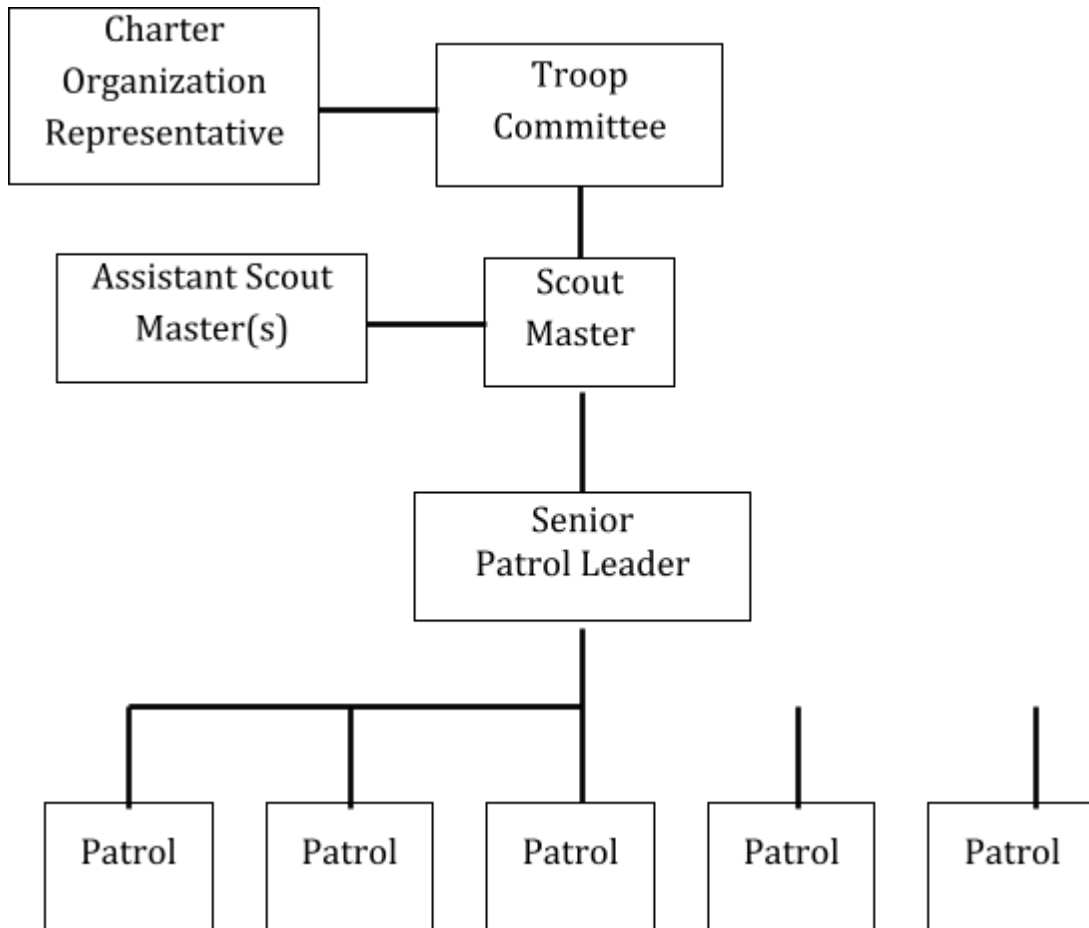 Charter
Organization
Representative
Troop
Committee
Assistant Scout
Master(s)
Scout
Master
Senior
Patrol Leader
Patrol
Patrol
Patrol
Patrol
Patrol